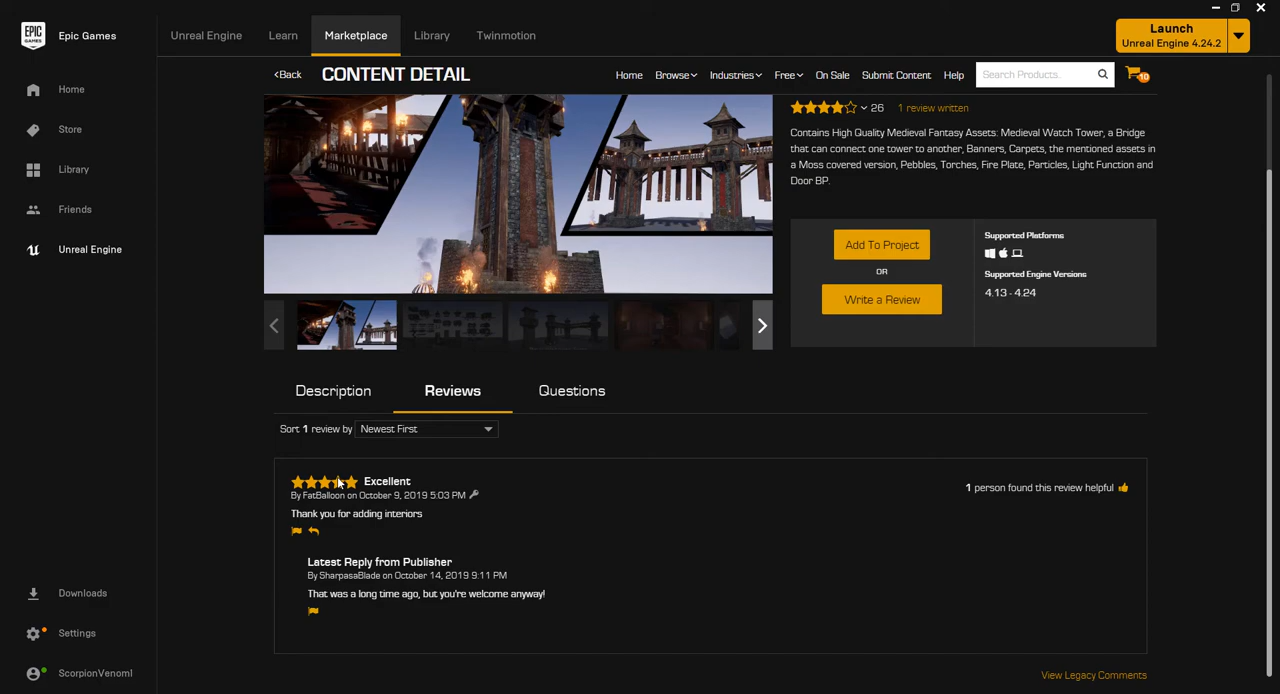 EPIC GAMES
Epic Games
Unreal Engine
Learn
Marketplace
Library
Twinmotion
Launch
Unreal Engine 4.24.2
Home
Store
Library
Friends
Unreal Engine
Downloads
Settings
ScorpionVenom1
<Back
CONTENT DETAIL
Home
Browse
Industries
Free
On Sale
Submit Content
Help
Search Products.
10
26
1 review written
Contains High Quality Medieval Fantasy Assets: Medieval Watch Tower, a Bridge
that can connect one tower to another, Banners, Carpets, the mentioned assets in
a Moss covered version, Pebbles, Torches, Fire Plate, Particles, Light Function and
Door BP.
Add To Project
OR
Write a Review
Supported Platforms
Supported Engine Versions
4.13 - 4.24
Description
Reviews
Questions
Sort 1 review by
Newest First
Excellent
By FatBalloon on October 9, 2019 5:03 PM
Thank you for adding interiors
1 person found this review helpful
Latest Reply from Publisher
By SharpasaBlade on October 14, 2019 9:11 PM
That was a long time ago, but you're welcome anyway!
View Legacy Comments